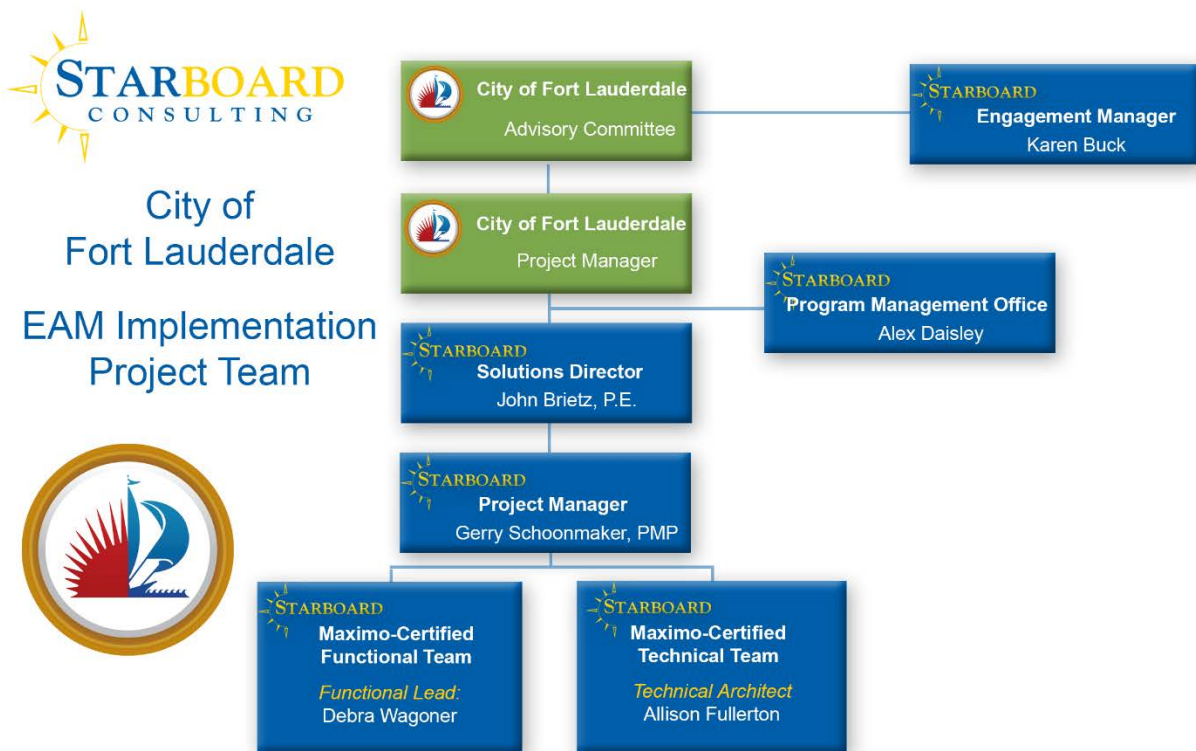 STARBOARD
CONSULTING
City of
Fort Lauderdale
EAM Implementation
Project Team
City of Fort Lauderdale
Advisory Committee
STARBOARD
Engagement Manager
Karen Buck
City of Fort Lauderdale
Project Manager
STARBOARD
Program Management Office
Alex Daisley
STARBOARD
Solutions Director
John Brietz, P.E.
STARBOARD
Project Manager
Gerry Schoonmaker, PMP
STARBOARD
Maximo-Certified
Functional Team
Functional Lead:
Debra Wagoner
STARBOARD
Maximo-Certified
Technical Team
Technical Architect
Allison Fullerton